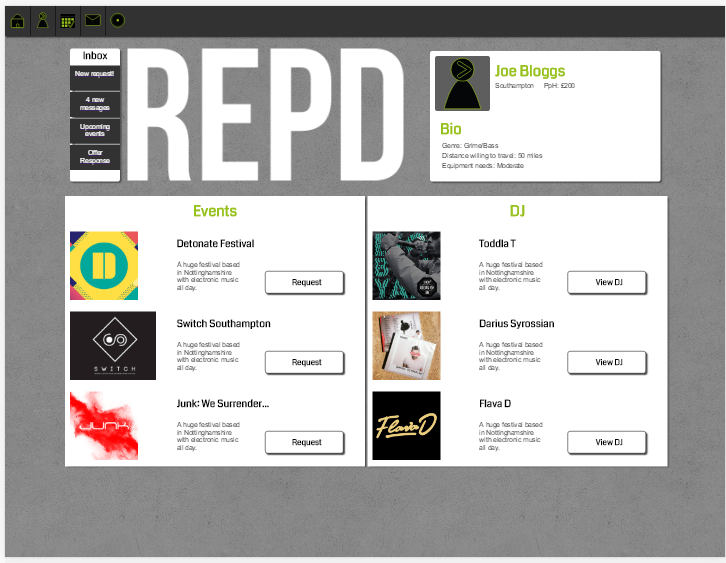 Inbox
New request!
4 new
messages
Upcoming
events
Offer
Response
REPD
Joe Bloggs
Southampton PpH: £200
Bio
Genre: Grime/Bass
Distance willing to travel: 50 miles
Equipment needs: Moderate
Events
Detonate Festival
A huge festival based
in Nottinghamshire
with electronic music
all day.
Request
SWITCH
Switch Southampton
A huge festival based
in Nottinghamshire
with electronic music
all day.
Request
JUNK
Junk: We Surrender...
A huge festival based
in Nottinghamshire
with electronic music
all day.
Request
DJ
Toddla T
A huge festival based
in Nottinghamshire
with electronic music
all day.
View DJ
Darius Syrossian
A huge festival based
in Nottinghamshire
with electronic music
all day.
View DJ
Flava D
Flava D
A huge festival based
in Nottinghamshire
with electronic music
all day.
View DJ